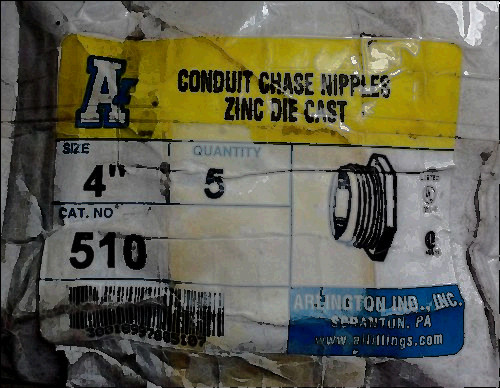 A
CONDUIT CHASE NIPPLES
ZINC DIE CAST
SIZE
QUANTITY
4"
5
CAT. NO
510
ARLINGTON IND., INC.
SCRANTON, PA
www.aifittings.com